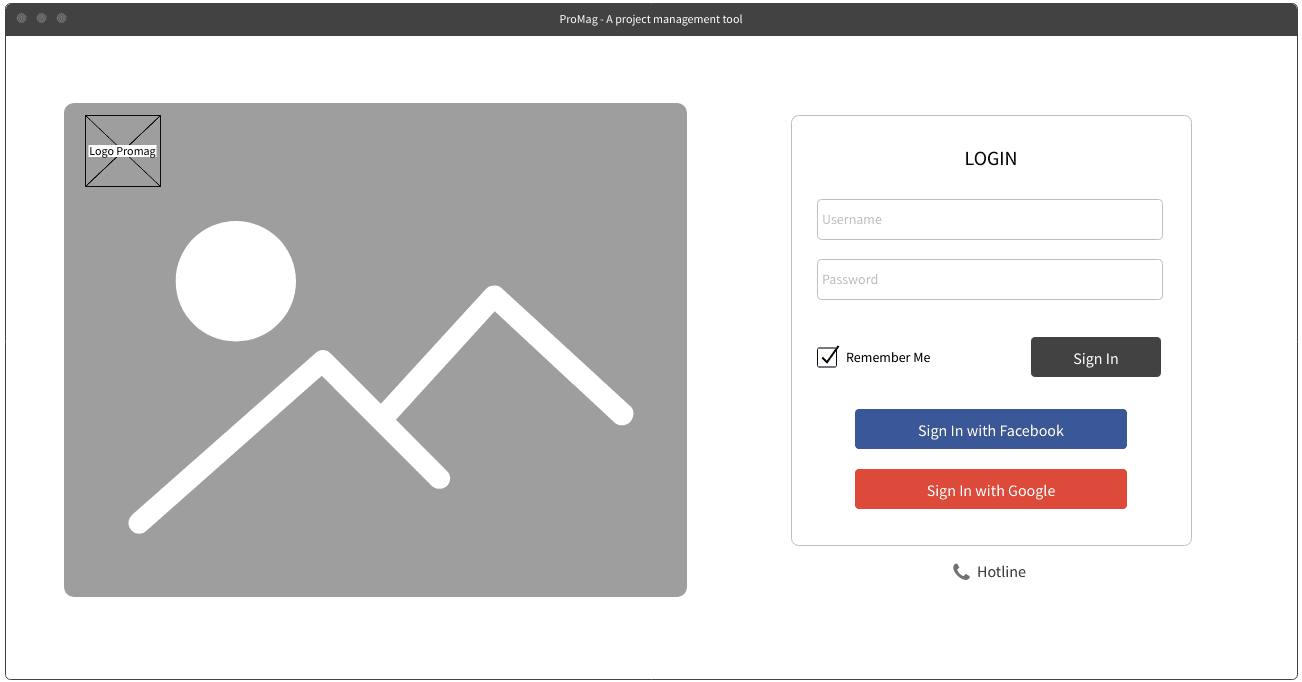 ProMag - A project management tool
Logo Promag
LOGIN
Username
Password
Remember Me
Sign In
Sign In with Facebook
Sign In with Google
Hotline